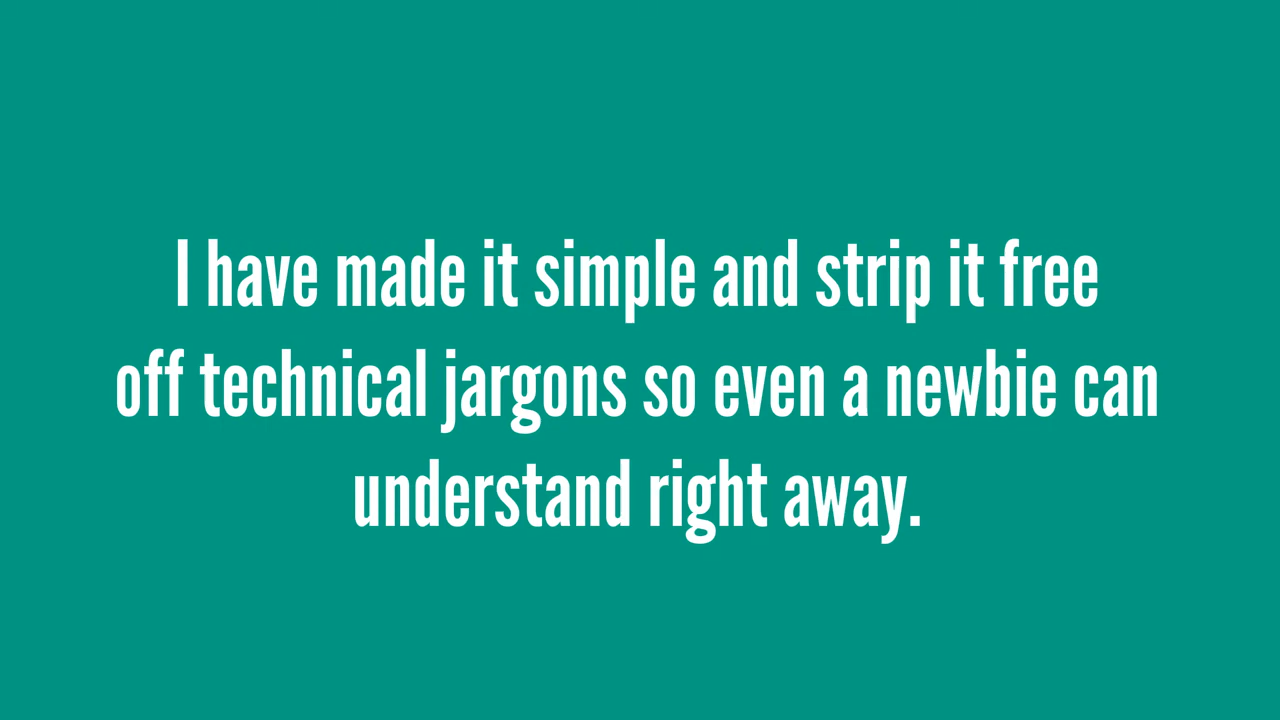 I have made it simple and strip it free
off technical jargons so even a newbie can
understand right away.